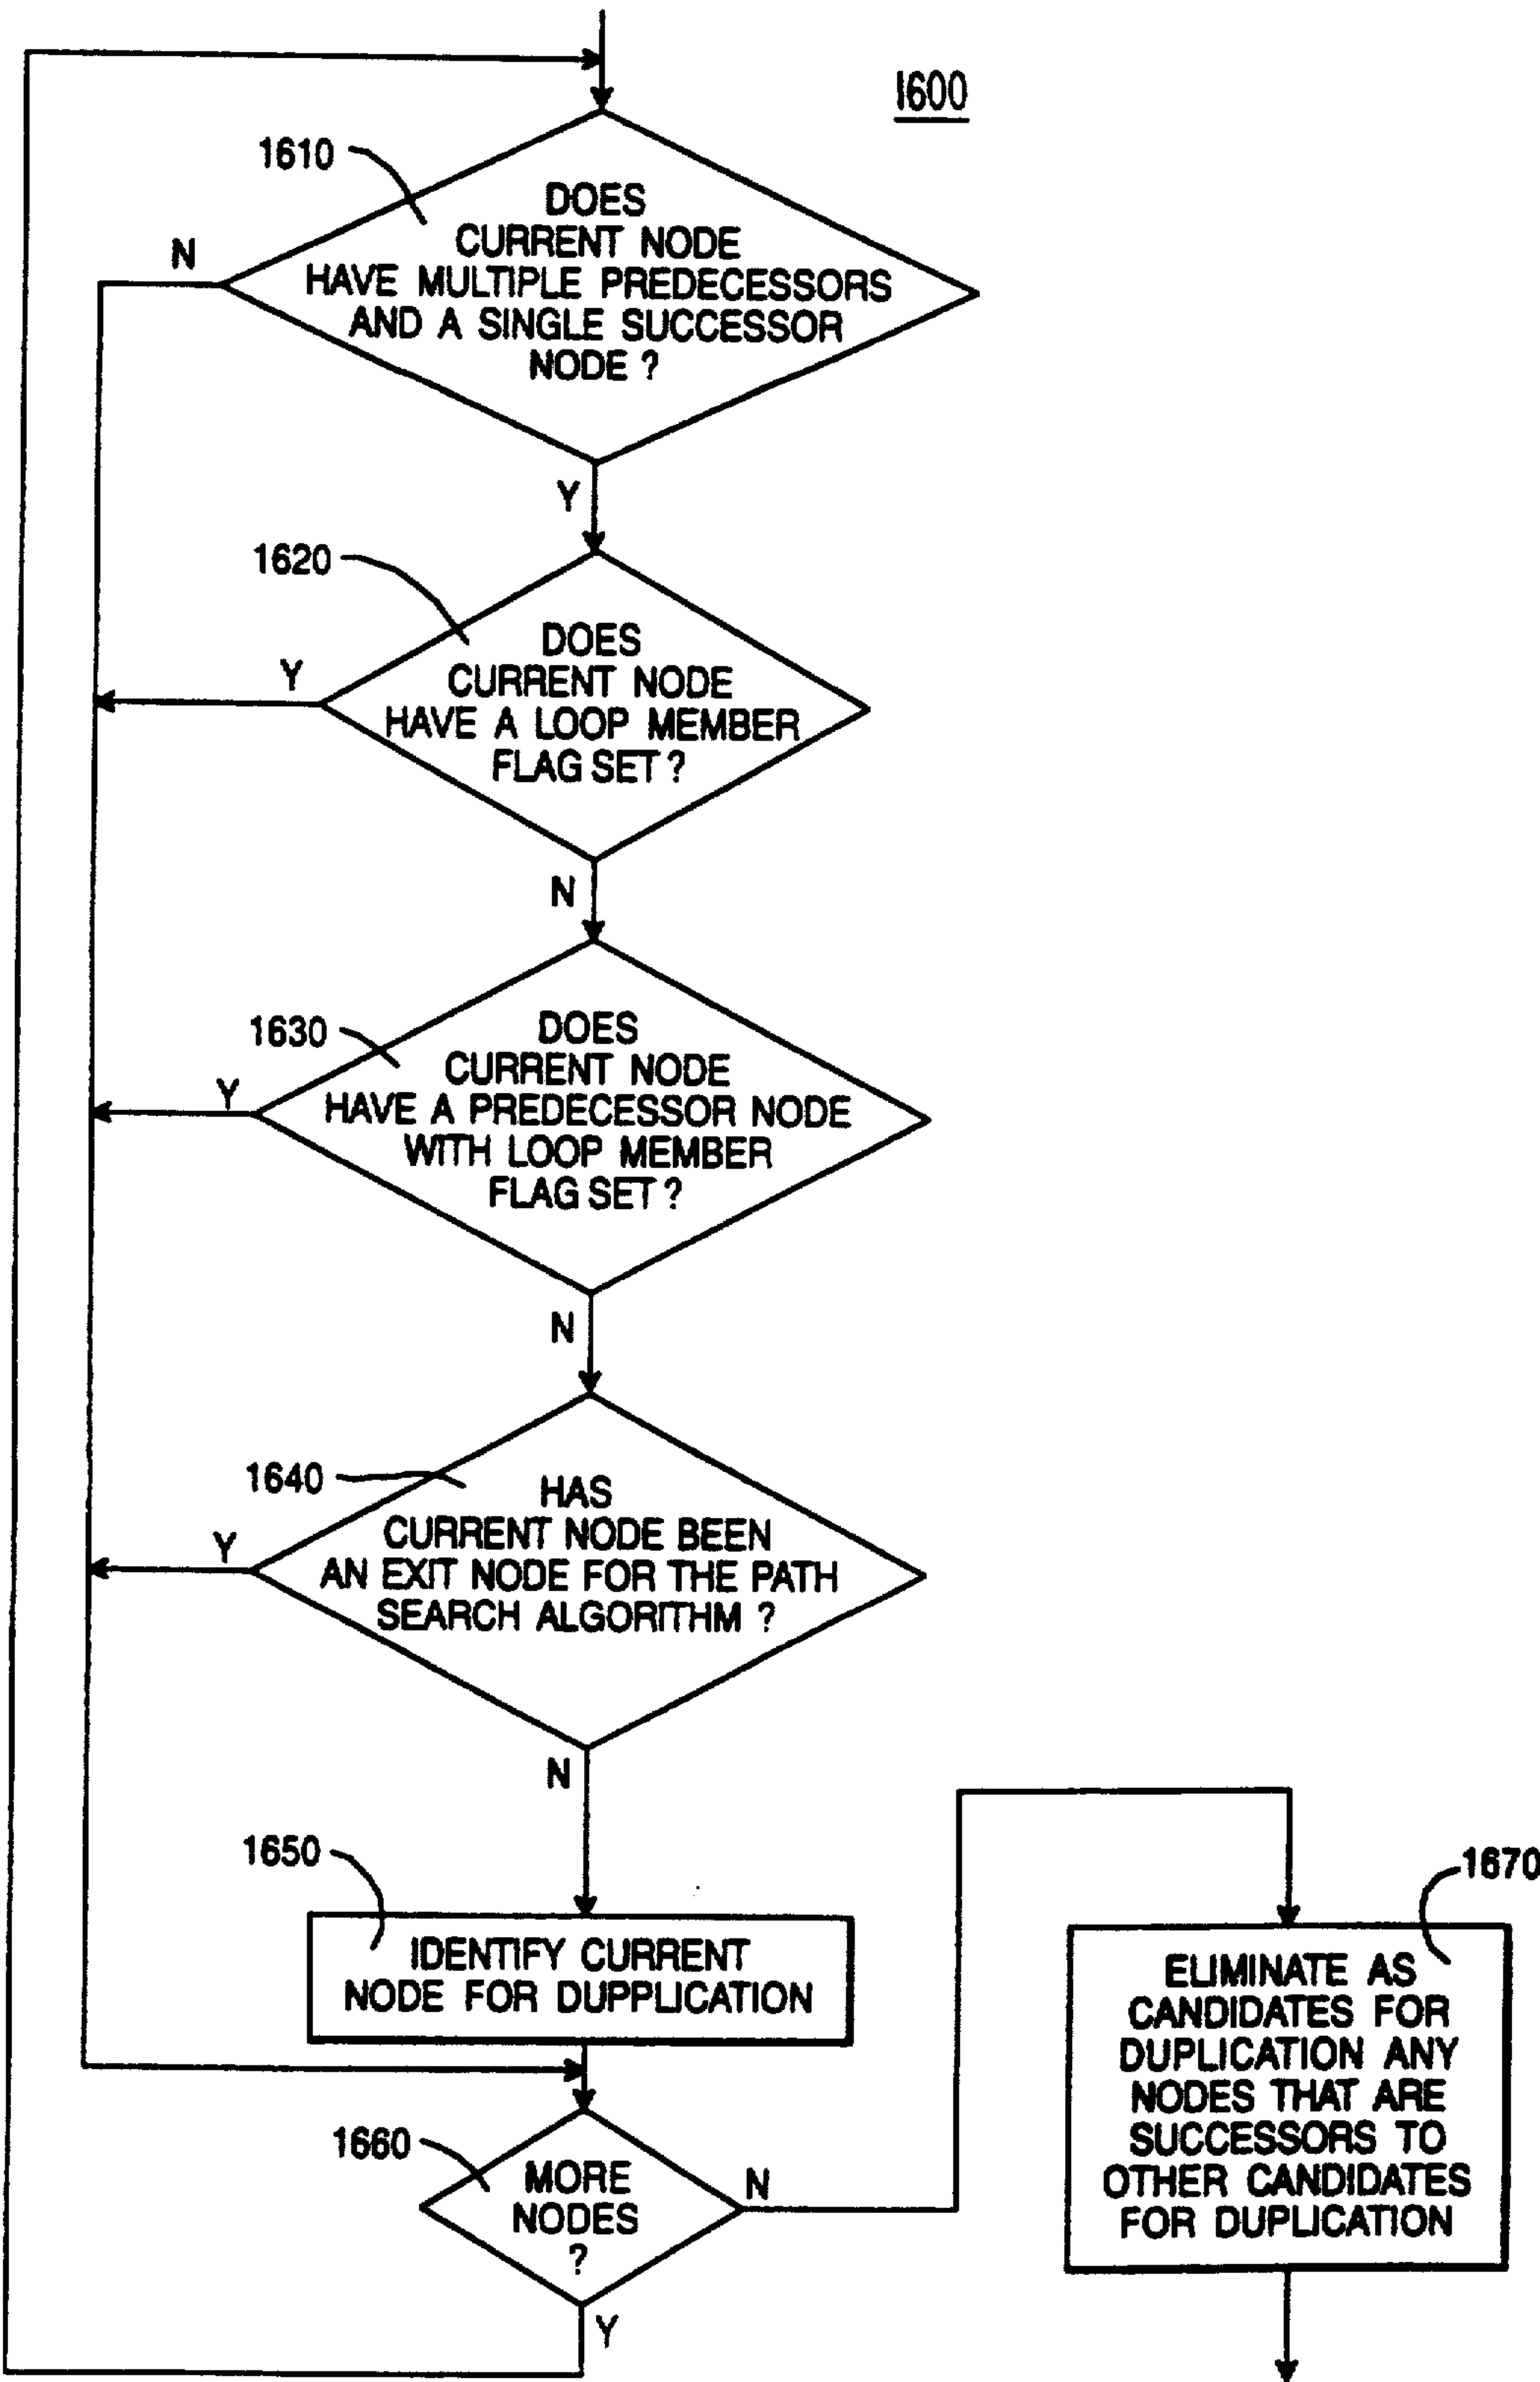 1600
1610
DOES
CURRENT NODE
HAVE MULTIPLE PREDECESSORS
AND A SINGLE SUCCESSOR
NODE ?
N
Y
1620
DOES
CURRENT NODE
HAVE A LOOP MEMBER
FLAG SET ?
Y
N
1630
DOES
CURRENT NODE
HAVE A PREDECESSOR NODE
WITH LOOP MEMBER
FLAG SET ?
Y
N
1640
HAS
CURRENT NODE BEEN
AN EXIT NODE FOR THE PATH
SEARCH ALGORITHM ?
Y
N
1650
IDENTIFY CURRENT
NODE FOR DUPPLICATION
1660
MORE
NODES
?
N
Y
1670
ELIMINATE AS
CANDIDATES FOR
DUPLICATION ANY
NODES THAT ARE
SUCCESSORS TO
OTHER CANDIDATES
FOR DUPLICATION